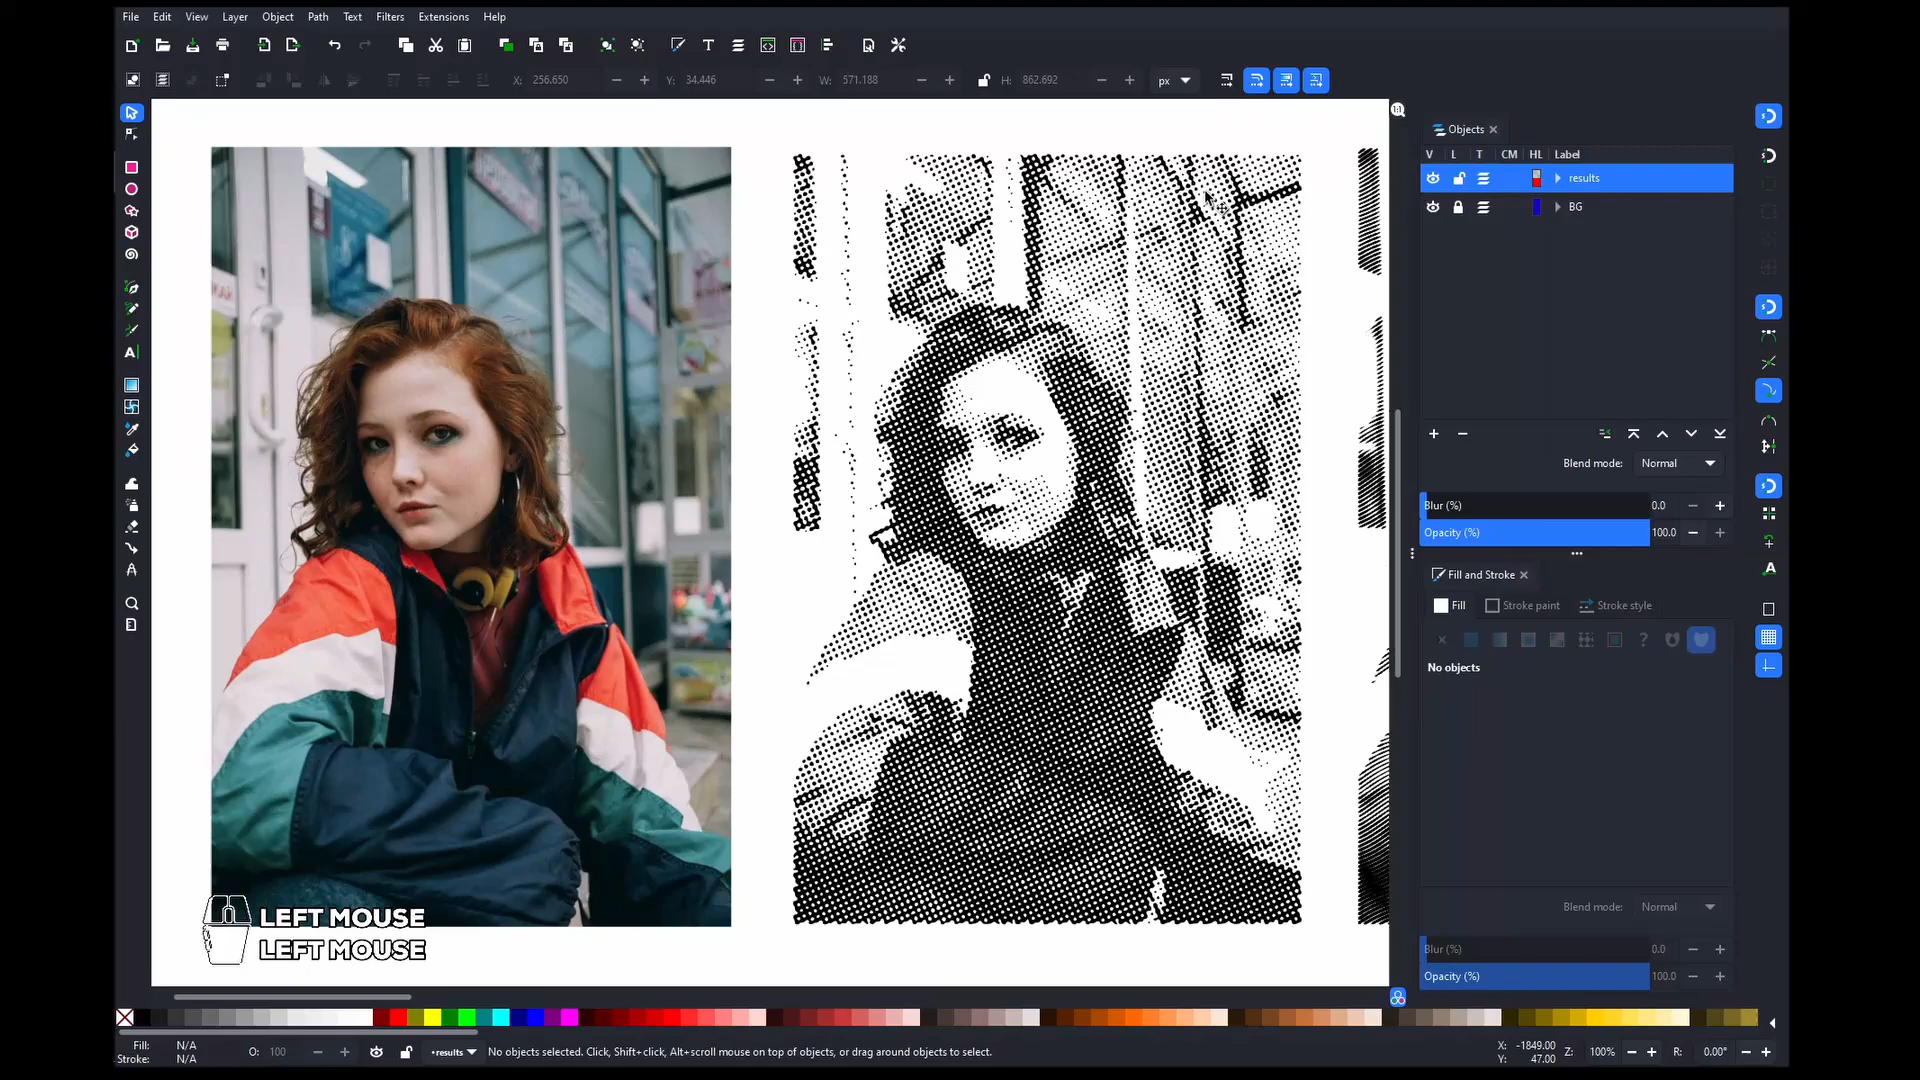 File Edit View Layer Object Path Text Filters Extensions Help
X: 256.650 Y: 34.446 W: 571.188 H: 862.692 px
Objects
V L T CM HL Label
results
BG
Blend mode: Normal
Blur (%) 0.0
Opacity (%) 100.0
Fill and Stroke
Fill Stroke paint Stroke style
No objects
Blend mode: Normal
Blur (%) 0.0
Opacity (%) 100.0
LEFT MOUSE
LEFT MOUSE
Fill: N/A
Stroke: N/A
O: 100
•results
No objects selected. Click, Shift+click, Alt+scroll mouse on top of objects, or drag around objects to select.
X: -1849.00
Y: 47.00
Z: 100% R: 0.00°